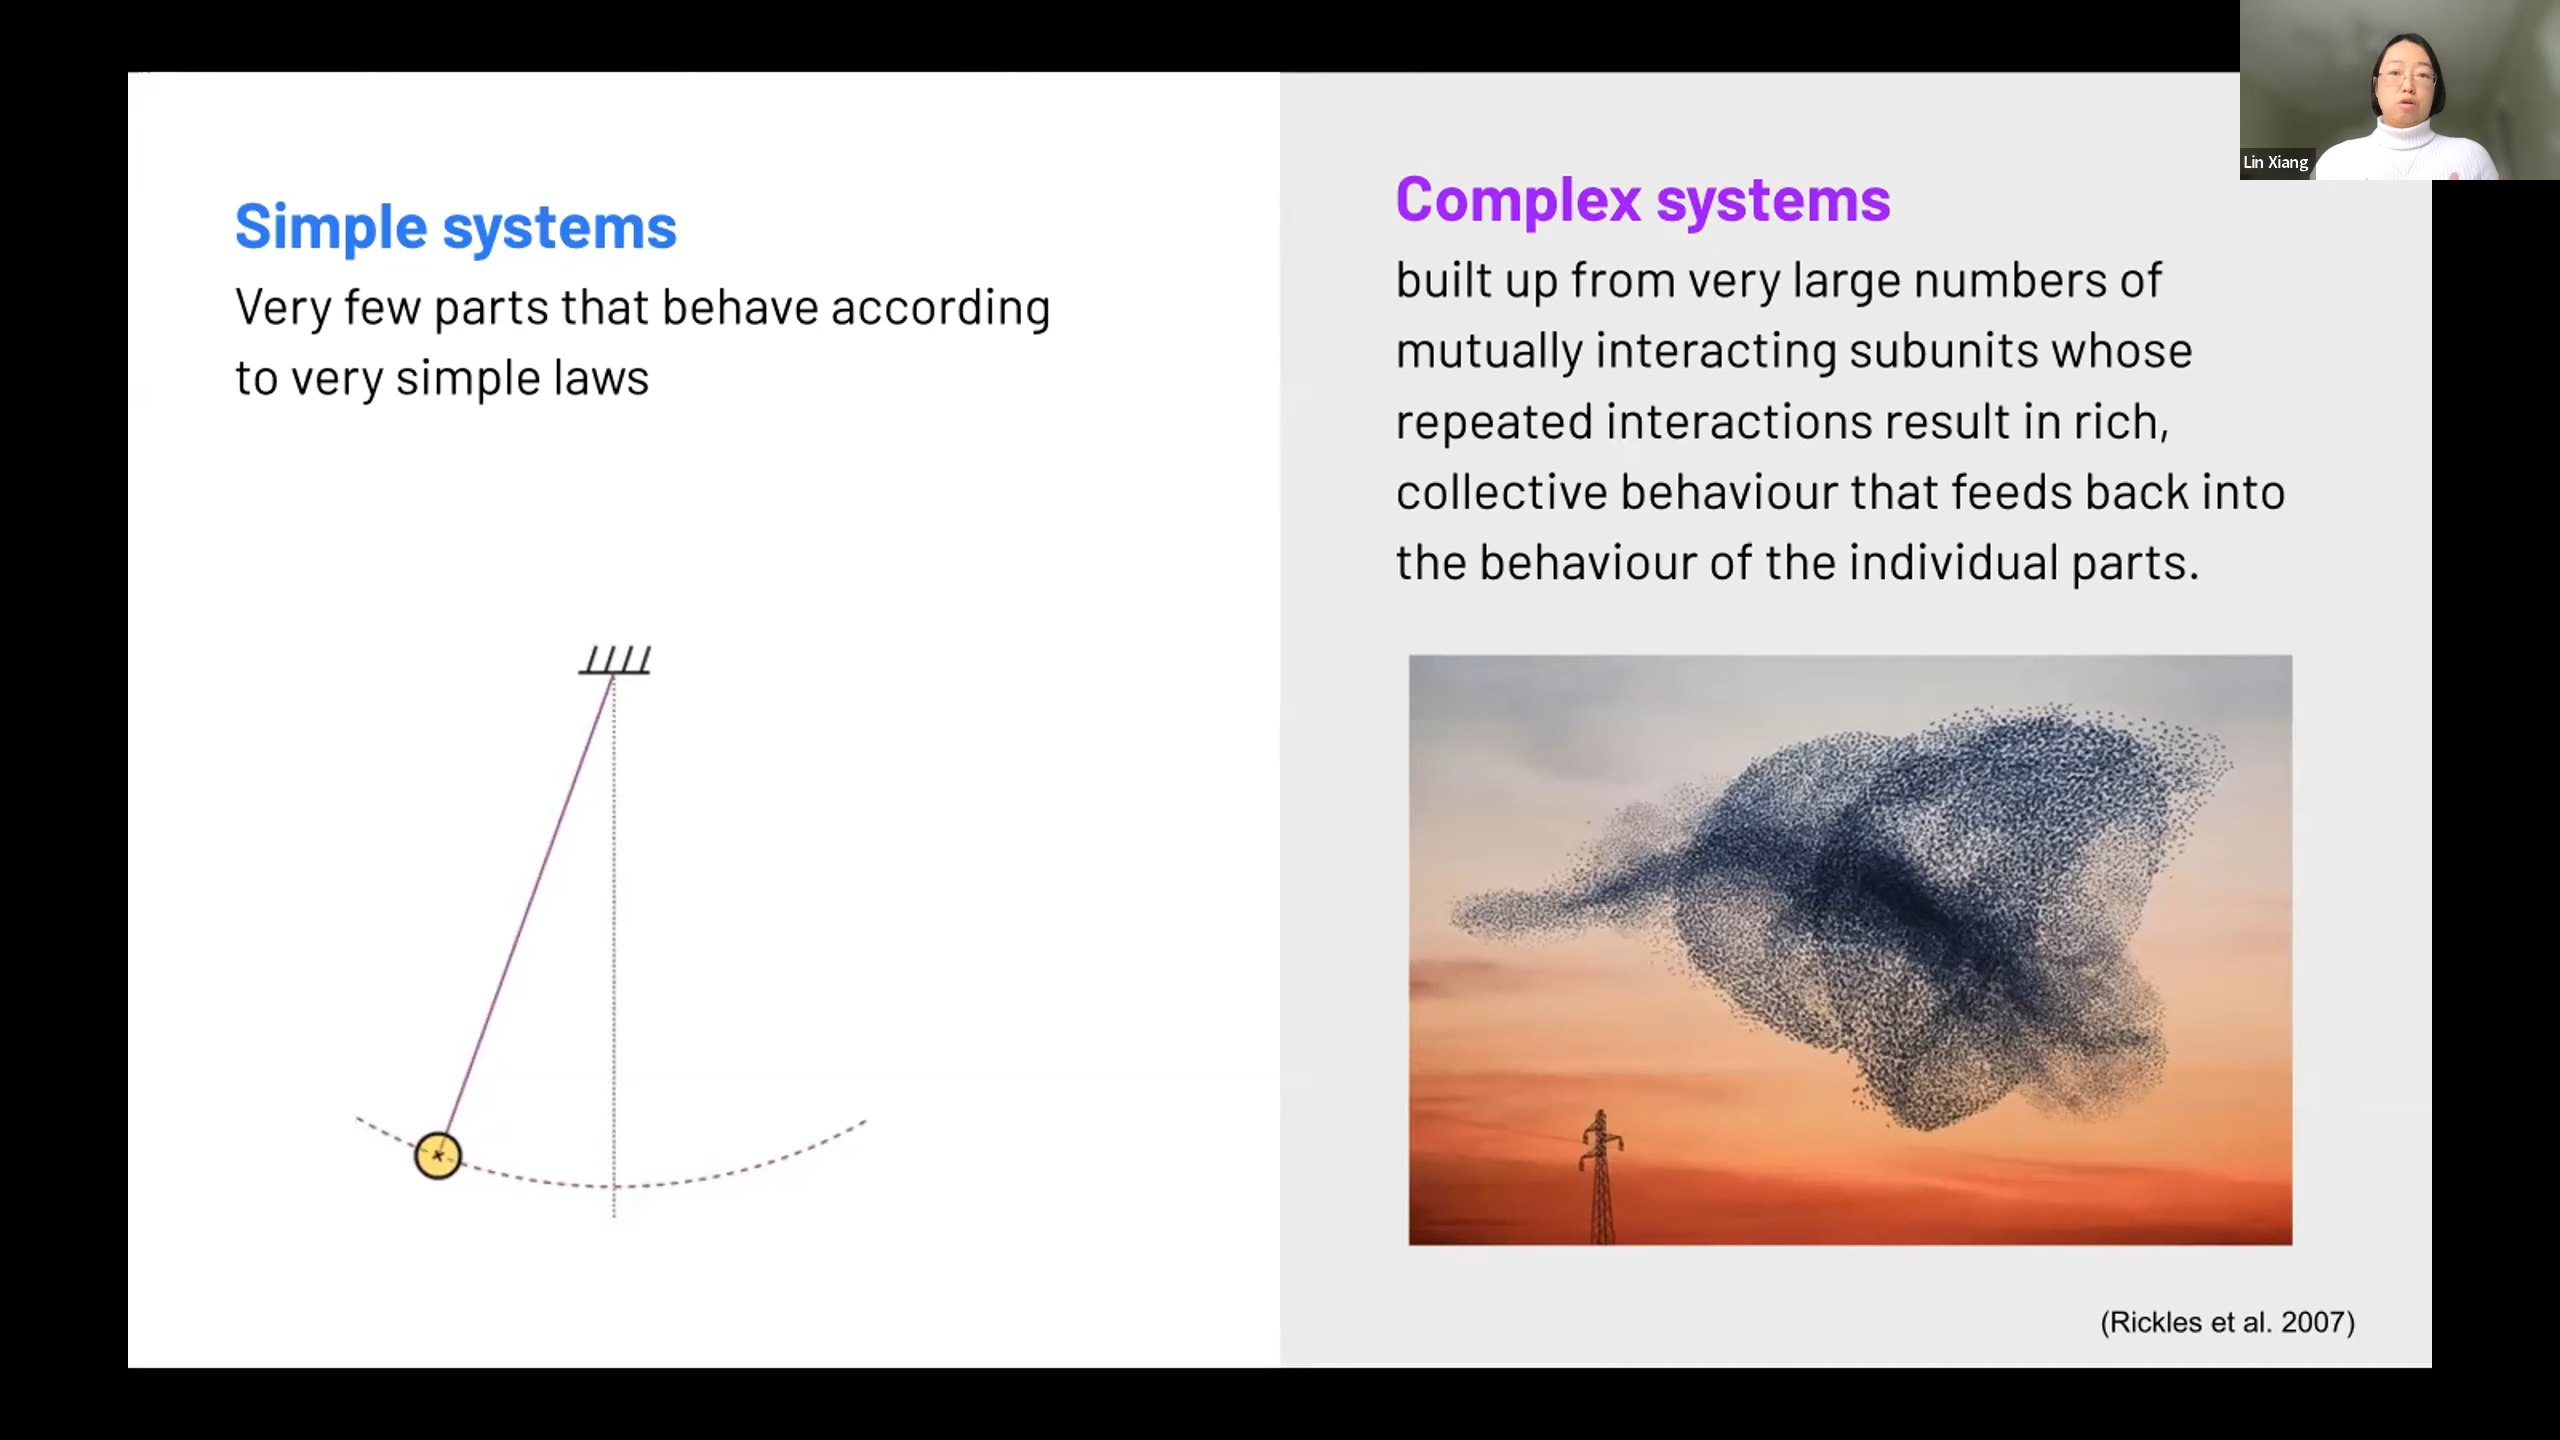 Simple systems
Very few parts that behave according
to very simple laws
Complex systems
built up from very large numbers of
mutually interacting subunits whose
repeated interactions result in rich,
collective behaviour that feeds back into
the behaviour of the individual parts.
(Rickles et al. 2007)
Lin Xiang